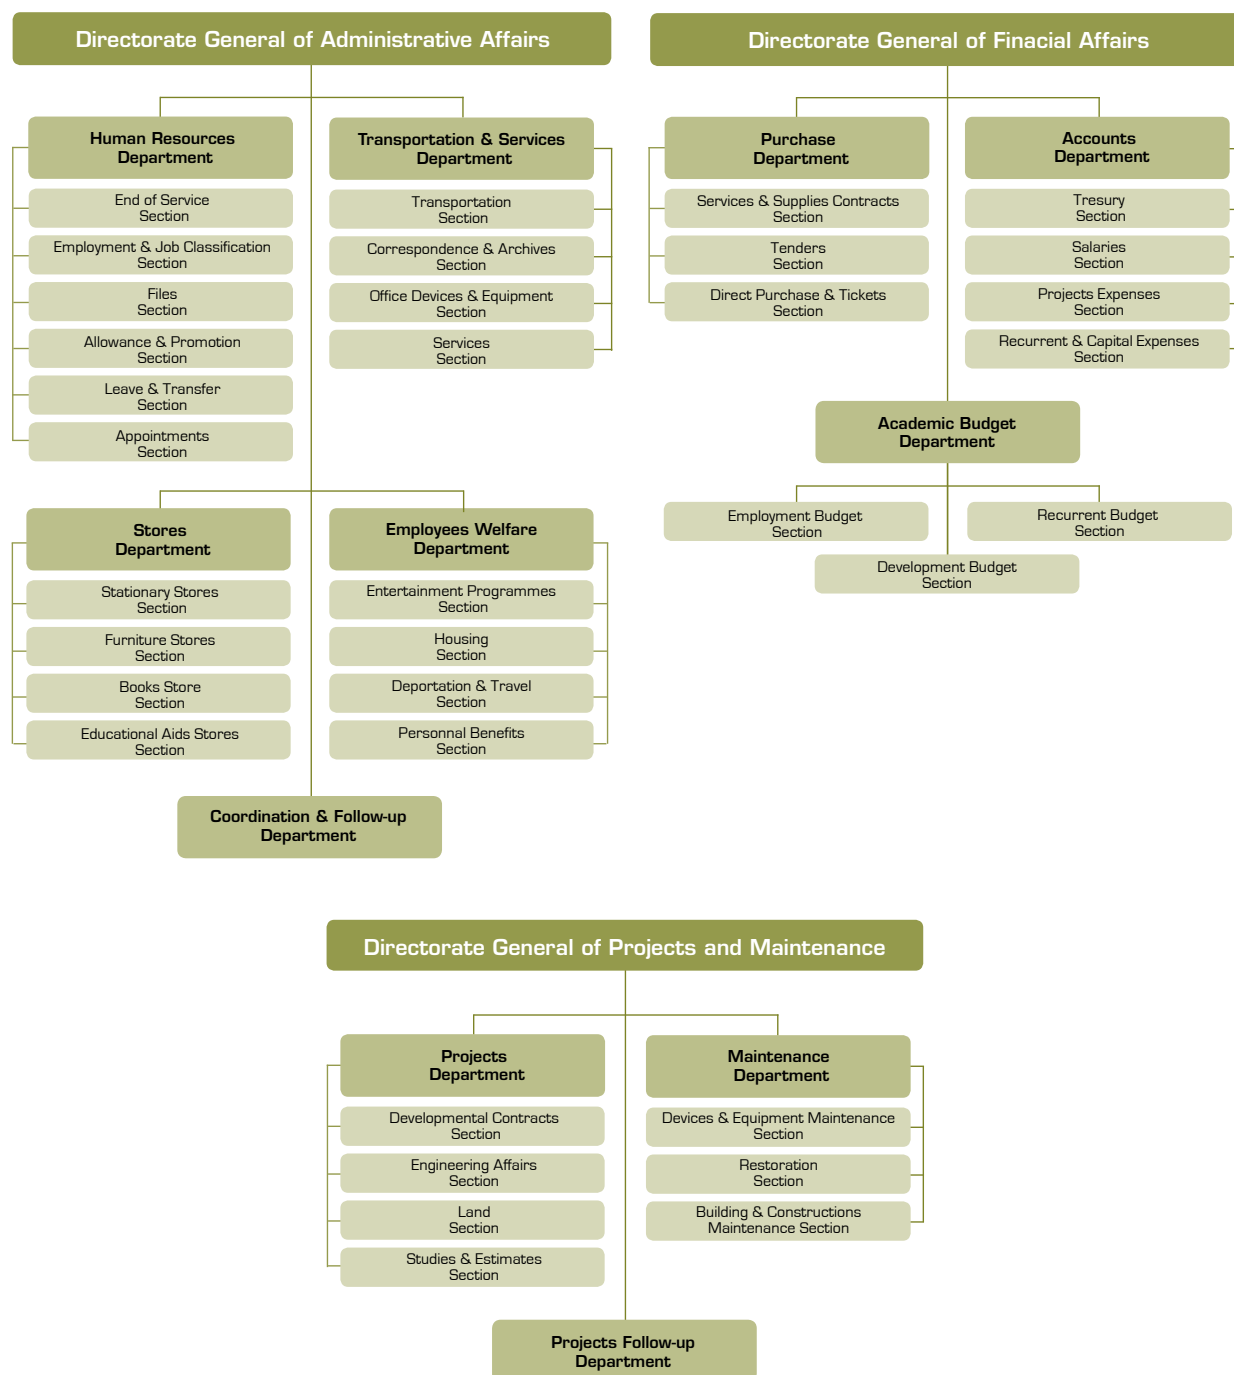 Directorate General of Administrative Affairs
Human Resources
Department
End of Service
Section
Employment & Job Classification
Section
Files
Section
Allowance & Promotion
Section
Leave & Transfer
Section
Appointments
Section
Transportation & Services
Department
Transportation
Section
Correspondence & Archives
Section
Office Devices & Equipment
Section
Services
Section
Stores
Department
Stationary Stores
Section
Furniture Stores
Section
Books Store
Section
Educational Aids Stores
Section
Employees Welfare
Department
Entertainment Programmes
Section
Housing
Section
Deportation & Travel
Section
Personnal Benefits
Section
Coordination & Follow-up
Department
Directorate General of Finacial Affairs
Purchase
Department
Services & Supplies Contracts
Section
Tenders
Section
Direct Purchase & Tickets
Section
Accounts
Department
Tresury
Section
Salaries
Section
Projects Expenses
Section
Recurrent & Capital Expenses
Section
Academic Budget
Department
Employment Budget
Section
Recurrent Budget
Section
Development Budget
Section
Directorate General of Projects and Maintenance
Projects
Department
Developmental Contracts
Section
Engineering Affairs
Section
Land
Section
Studies & Estimates
Section
Maintenance
Department
Devices & Equipment Maintenance
Section
Restoration
Section
Building & Constructions
Maintenance Section
Projects Follow-up
Department